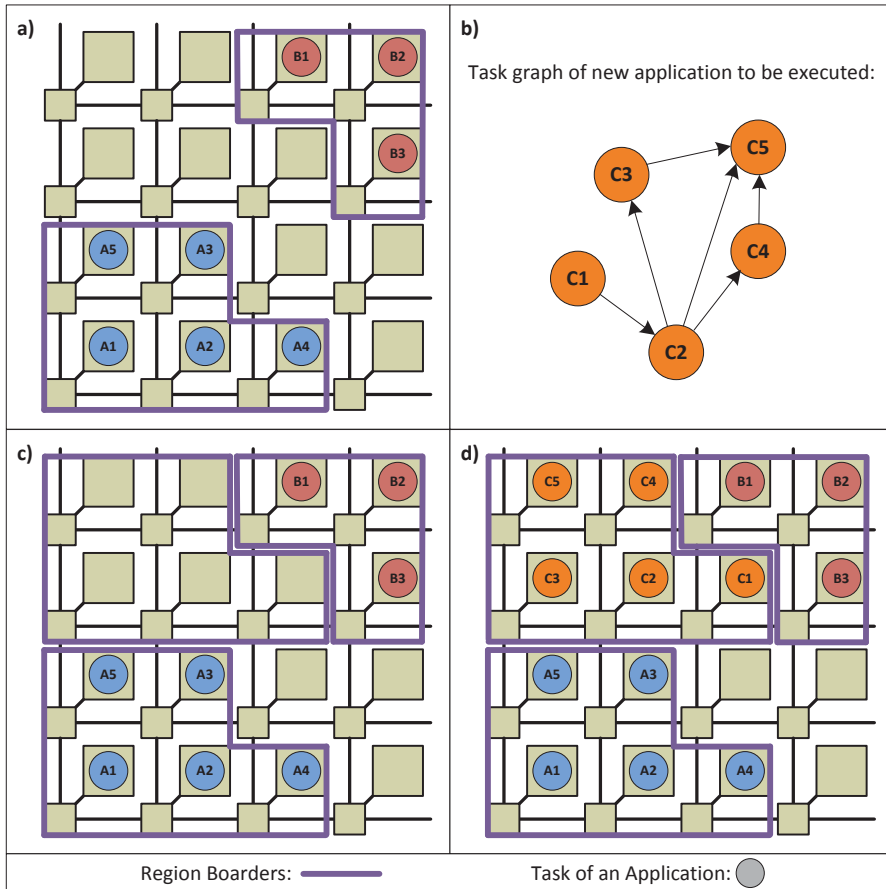 a)
B1 B2
B3
A5 A3
A1 A2 A4
b)
Task graph of new application to be executed:
C5
C3
C4
C1
C2
c)
B1 B2
B3
A5 A3
A1 A2 A4
d)
C5 C4 B1 B2
C3 C2 C1 B3
A5 A3
A1 A2 A4
Region Boarders:
Task of an Application: